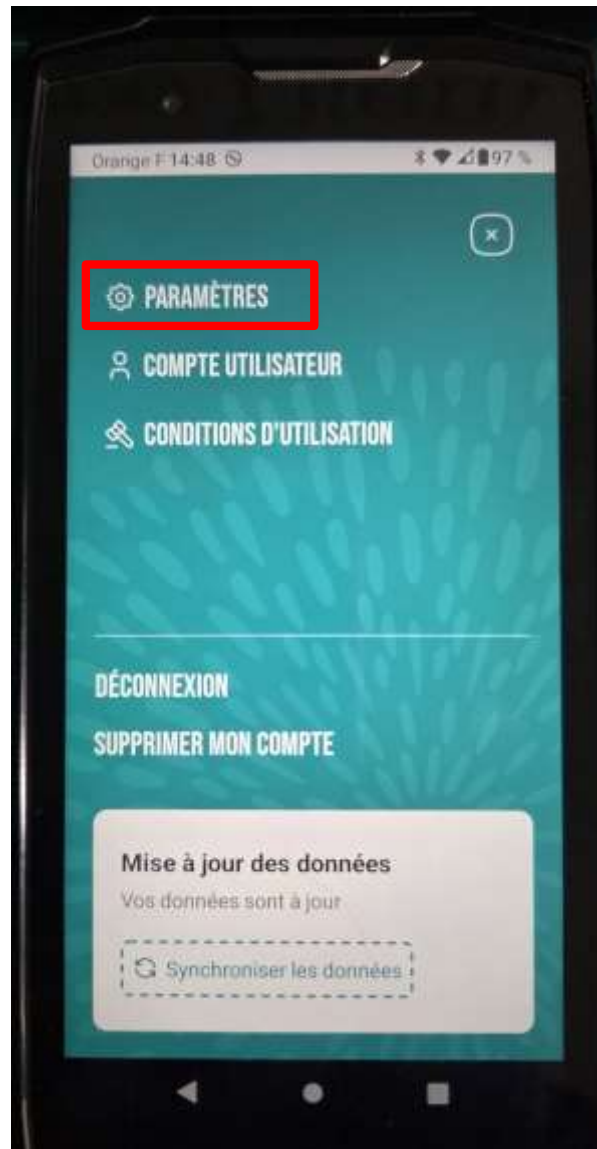 Orange F 14:48
97 %
PARAMÈTRES
COMPTE UTILISATEUR
CONDITIONS D'UTILISATION
DÉCONNEXION
SUPPRIMER MON COMPTE
Mise à jour des données
Vos données sont à jour
Synchroniser les données